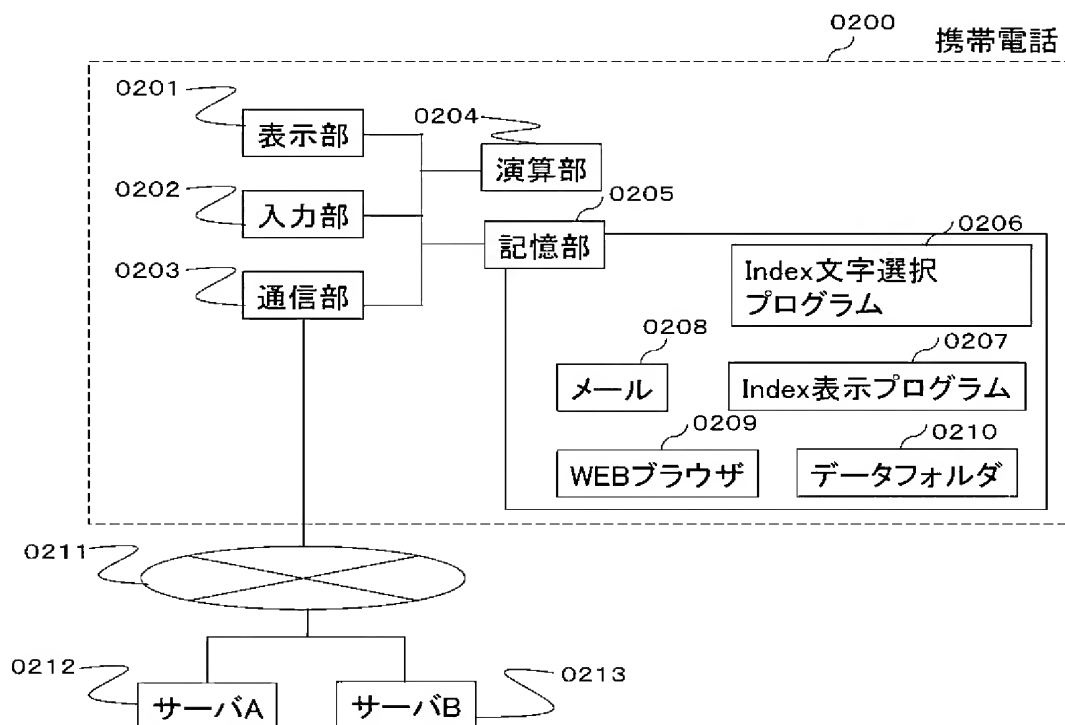 0200
携帯電話
0201
表示部
0204
演算部
0202
入力部
0205
記憶部
0203
通信部
0206
Index文字選択
プログラム
0208
メール
0207
Index表示プログラム
0209
WEBブラウザ
0210
データフォルダ
0211
0212
サーバA
サーバB
0213